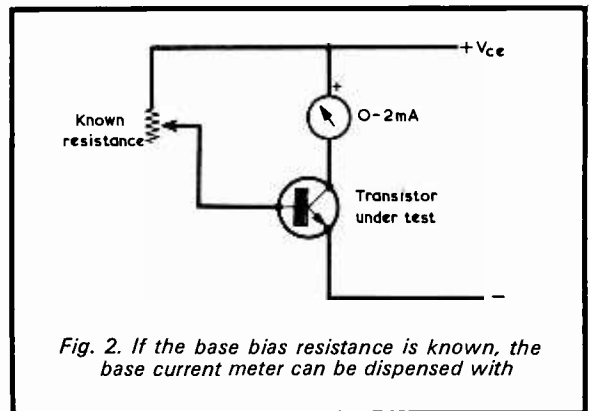 +Vce
+
0-2mA
Known
resistance
Transistor
under test
−
Fig. 2. If the base bias resistance is known, the
base current meter can be dispensed with